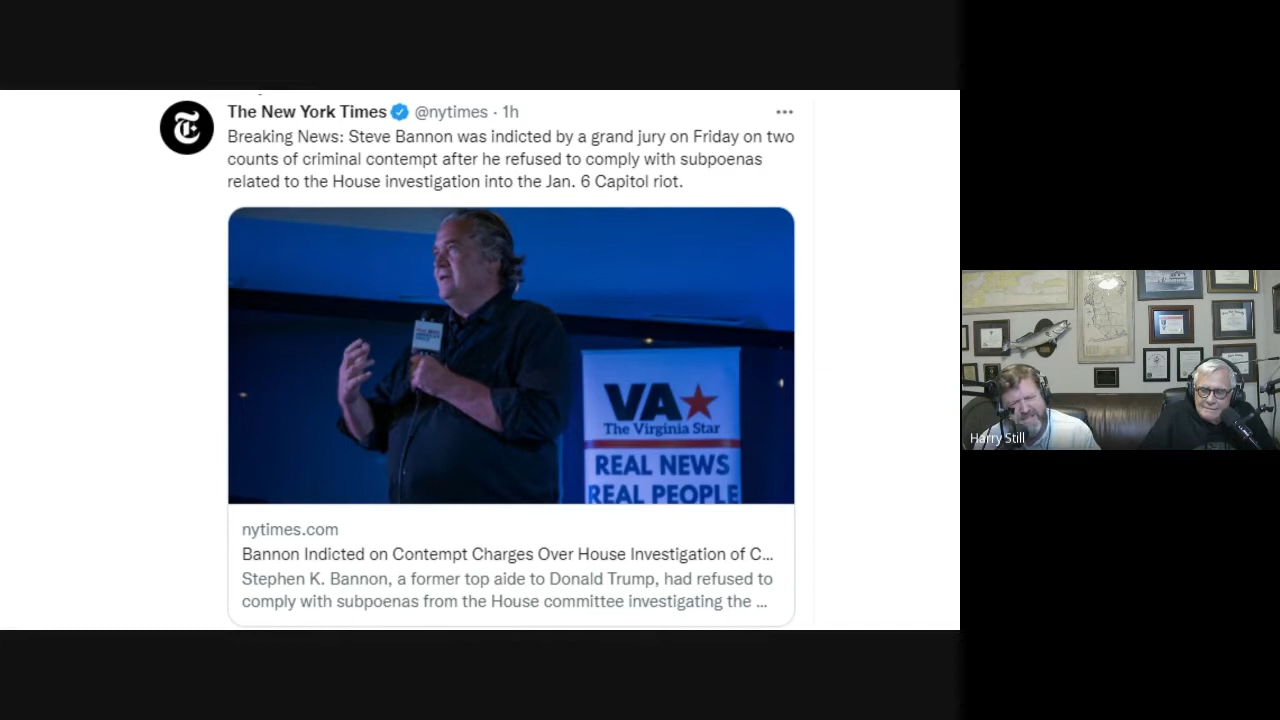 The New York Times @nytimes · 1h
Breaking News: Steve Bannon was indicted by a grand jury on Friday on two
counts of criminal contempt after he refused to comply with subpoenas
related to the House investigation into the Jan. 6 Capitol riot.
VA
The Virginia Star
REAL NEWS
REAL PEOPLE
nytimes.com
Bannon Indicted on Contempt Charges Over House Investigation of C...
Stephen K. Bannon, a former top aide to Donald Trump, had refused to
comply with subpoenas from the House committee investigating the ...
Harry Still